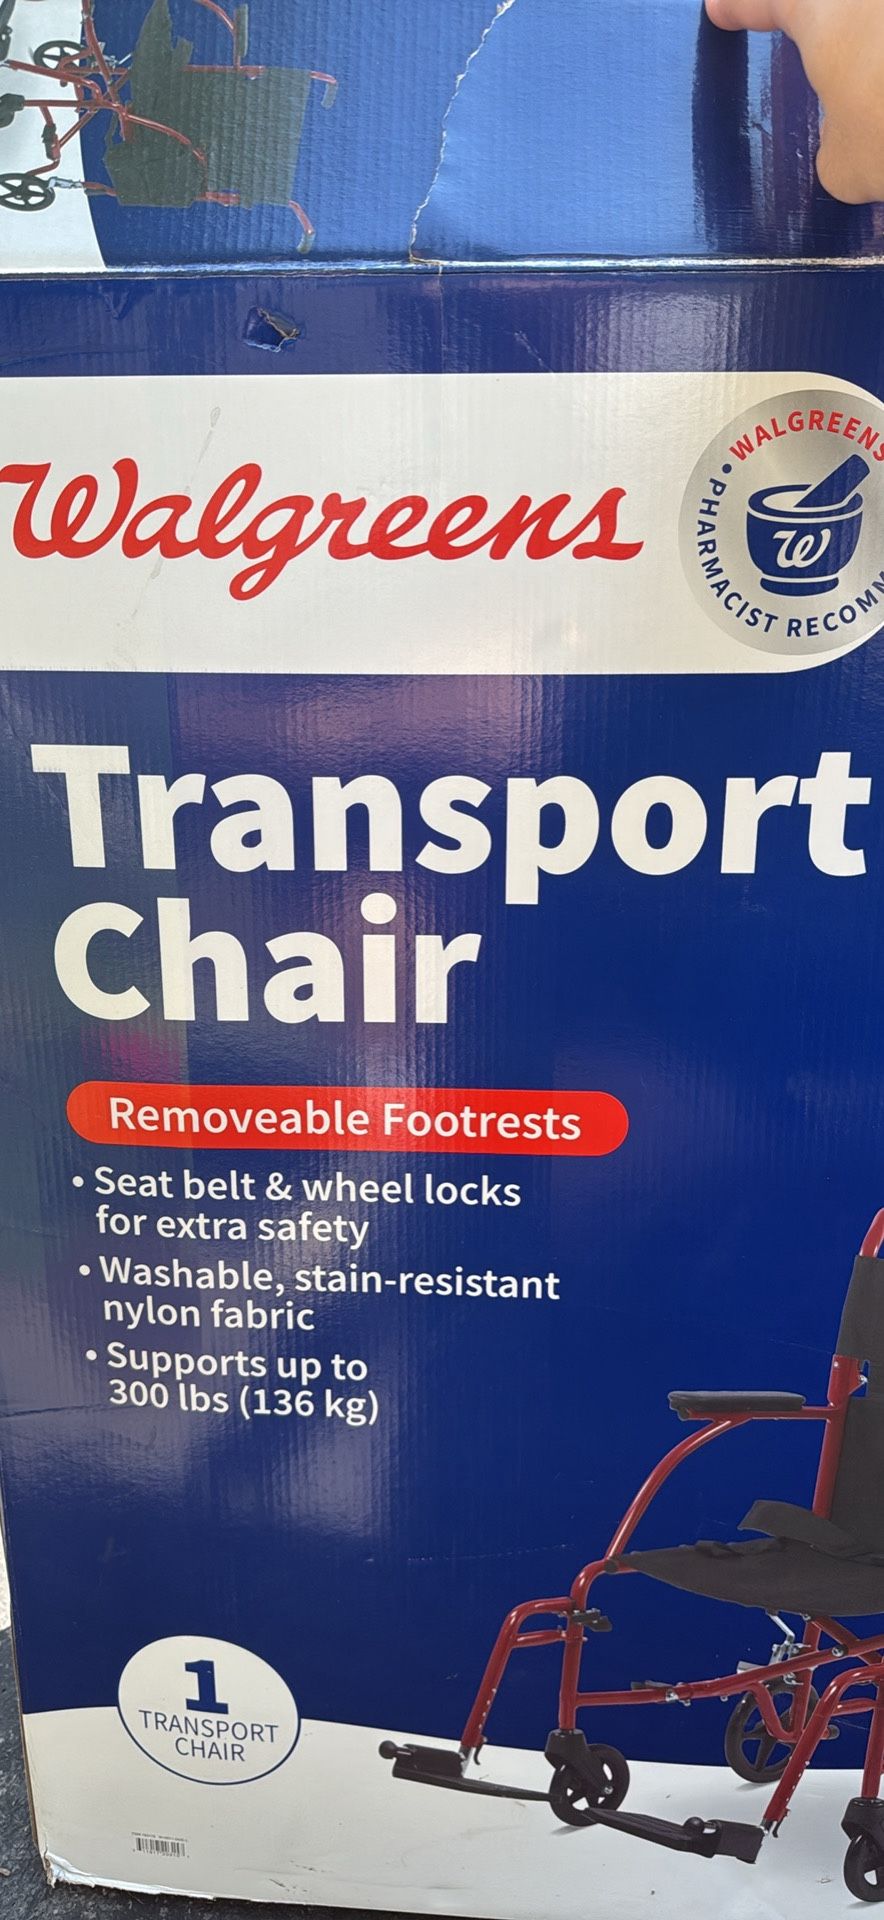 Walgreens
• WALGREENS
PHARMACIST RECOMM
W
Transport
Chair
Removeable Footrests
• Seat belt & wheel locks
for extra safety
• Washable, stain-resistant
nylon fabric
• Supports up to
300 lbs (136 kg)
1
TRANSPORT
CHAIR